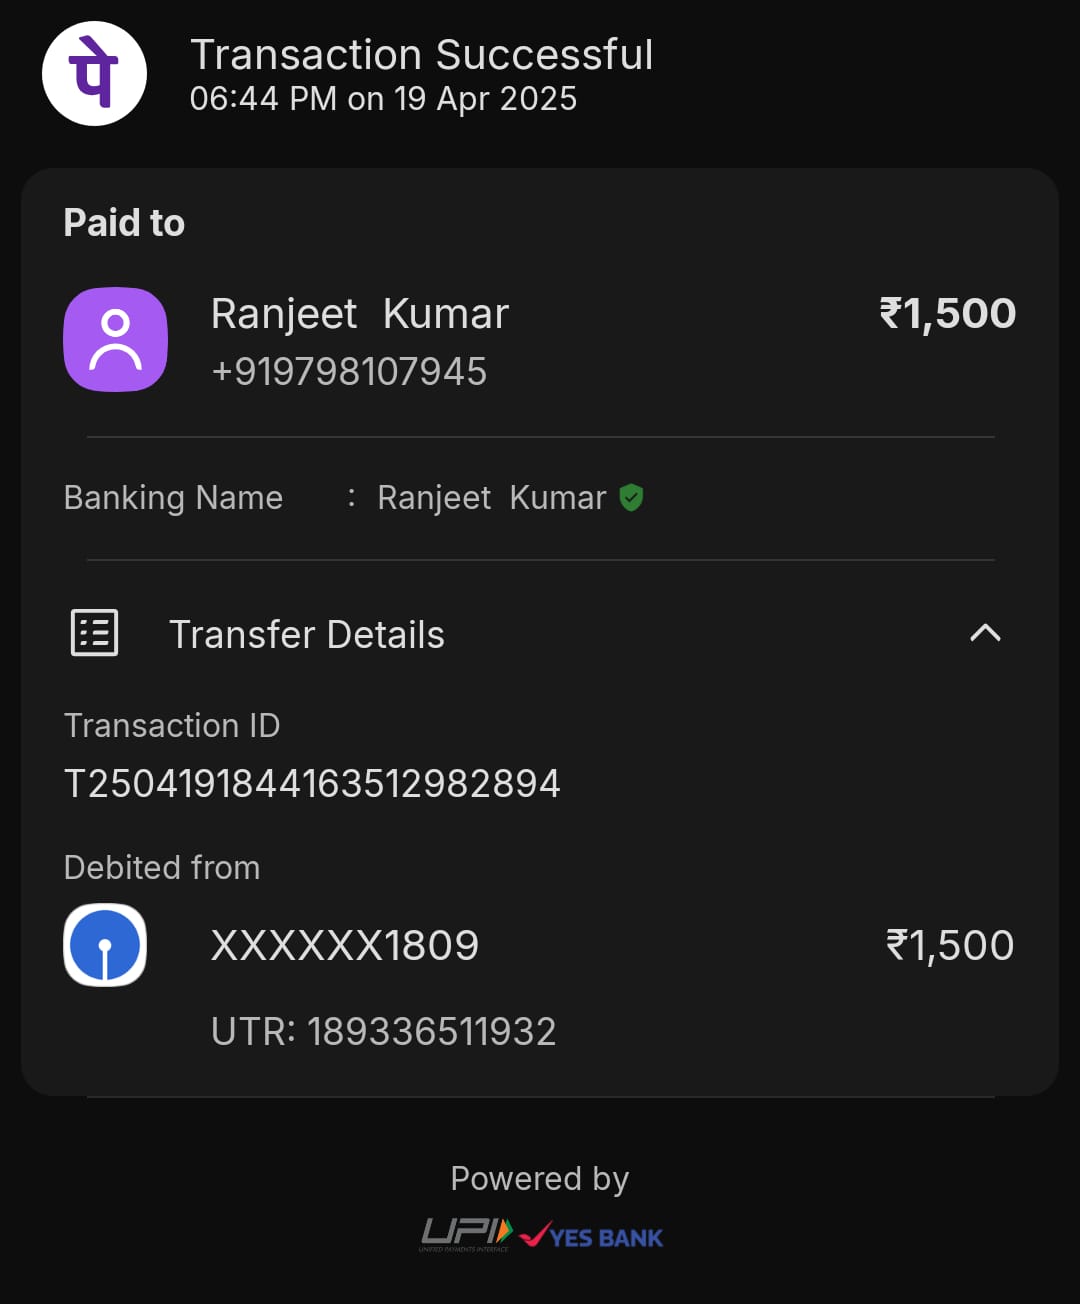 पे
Transaction Successful
06:44 PM on 19 Apr 2025
Paid to
Ranjeet Kumar ₹1,500
+919798107945
Banking Name : Ranjeet Kumar
Transfer Details
Transaction ID
T2504191844163512982894
Debited from
XXXXXX1809 ₹1,500
UTR: 189336511932
Powered by
UPI YES BANK
UNIFIED PAYMENTS INTERFACE